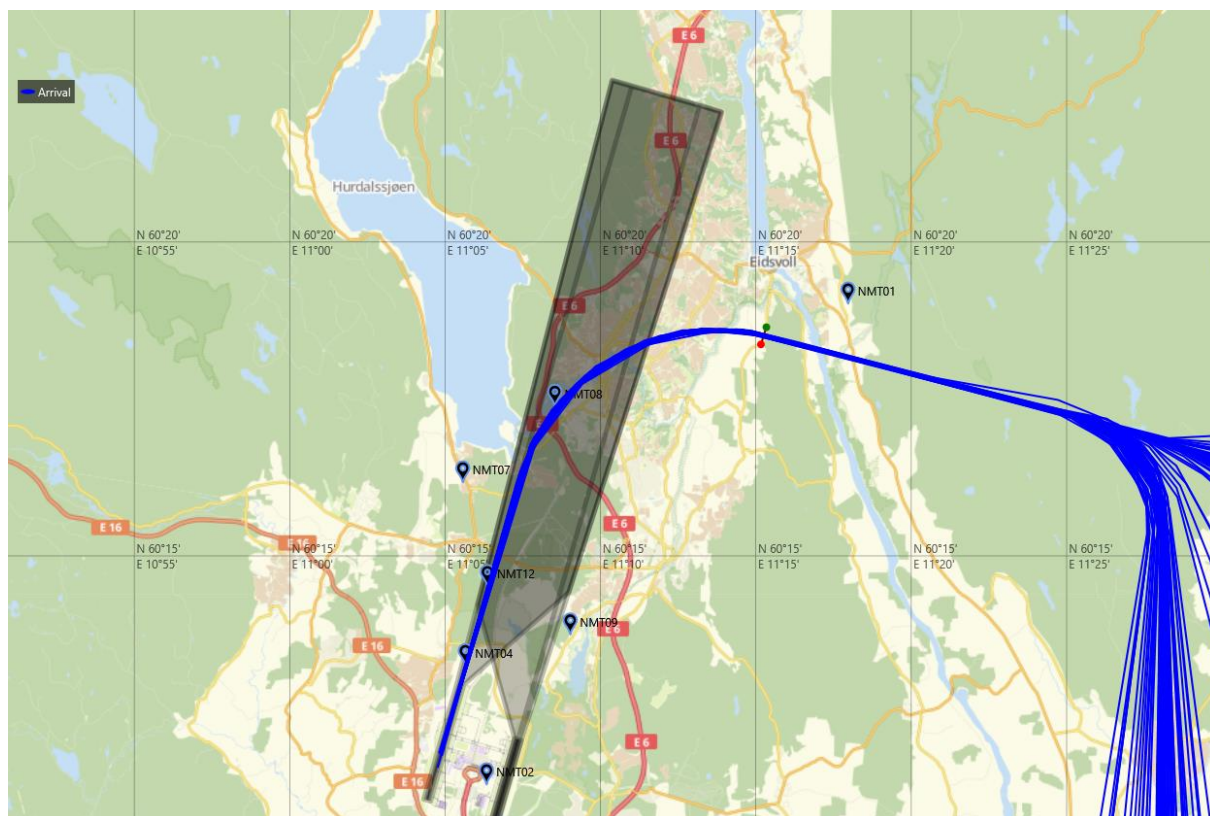 E 6
Arrival
E 6
Hurdalssjøen
N 60°20'
E 10°55'
N 60°20'
E 11°00'
N 60°20'
E 11°05'
N 60°20'
E 11°10'
N 60°20'
E 11°15'
N 60°20'
E 11°20'
N 60°20'
E 11°25'
Eidsvoll
NMT01
E 6
NMT08
E 6
NMT07
E 16
E 6
E 16
N 60°15'
E 10°55'
N 60°15'
E 11°00'
N 60°15'
E 11°05'
N 60°15'
E 11°10'
N 60°15'
E 11°15'
N 60°15'
E 11°20'
N 60°15'
E 11°25'
NMT12
NMT09
E 6
E 16
NMT04
E 6
NMT02
E 16